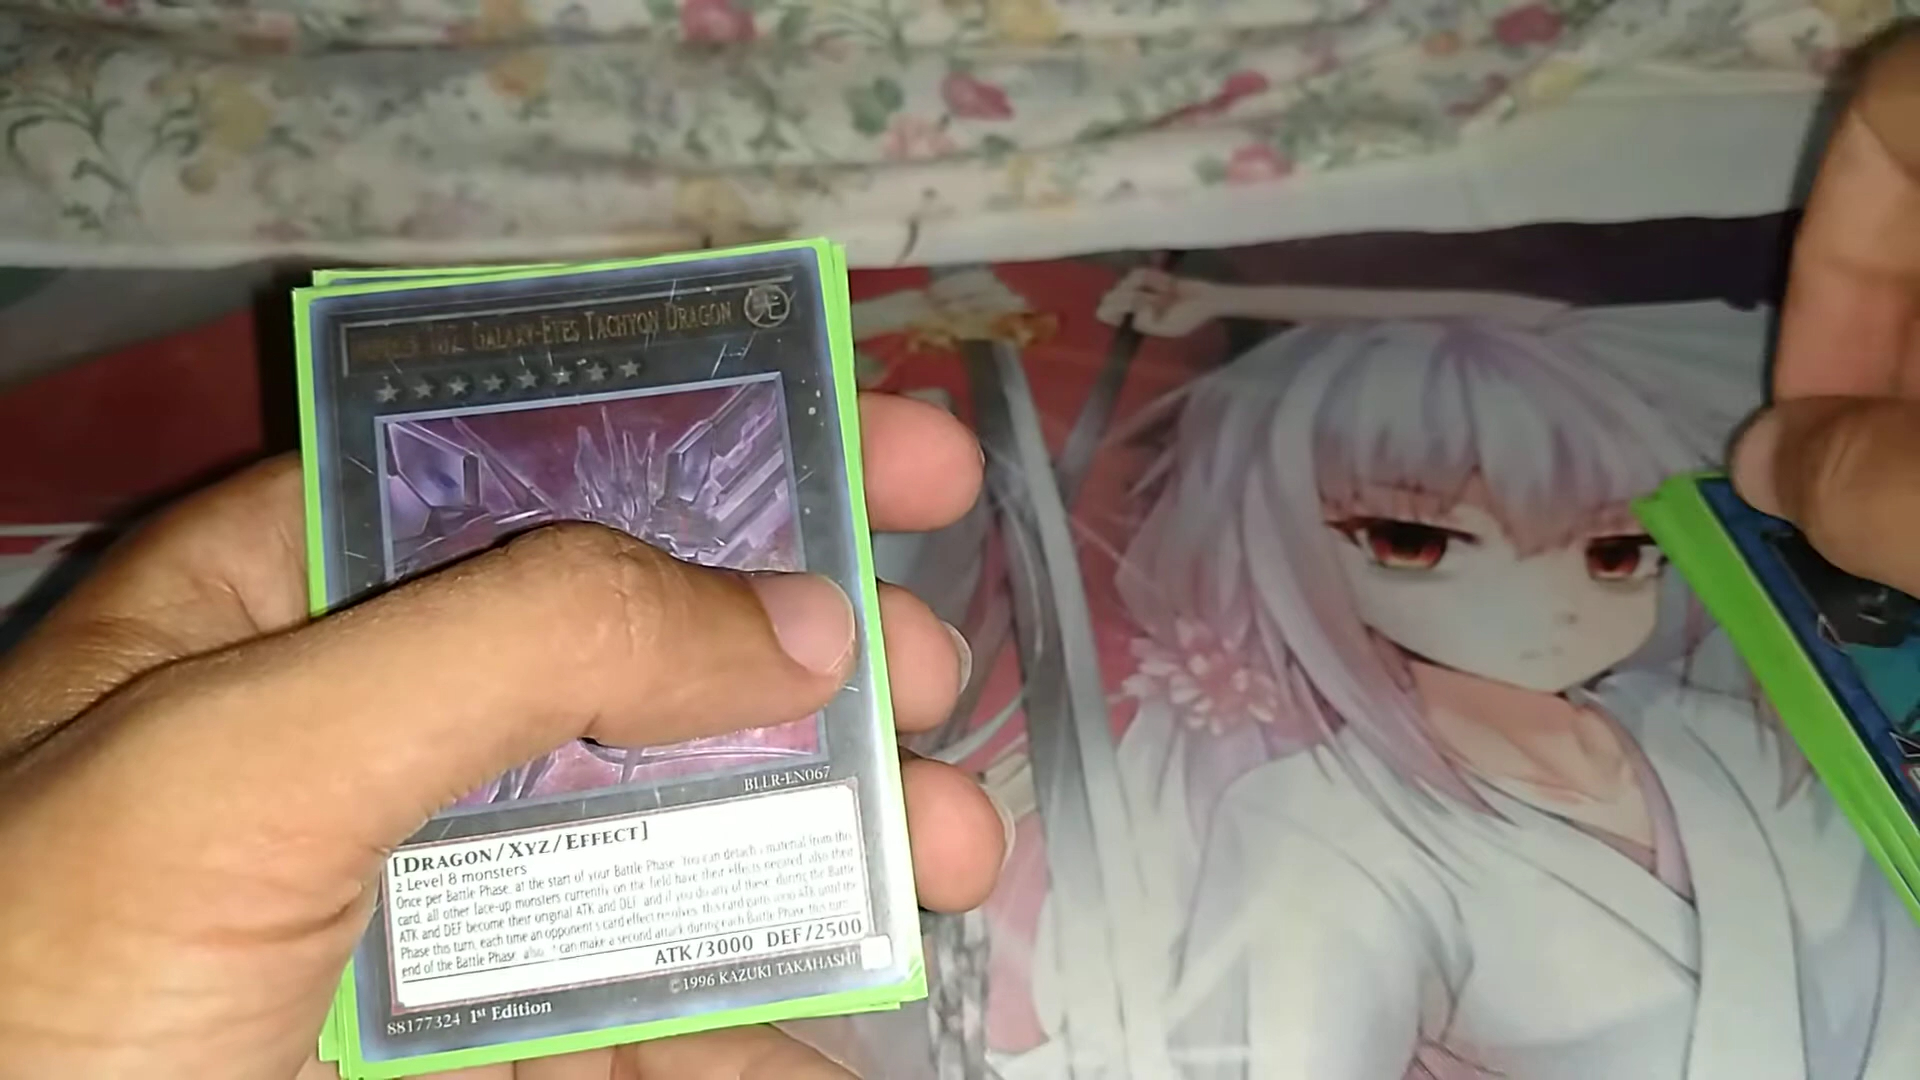 GALAXY-EYES TACHYON DRAGON
BLLR-EN067
[DRAGON/XYZ/EFFECT]
2 Level 8 monsters
Once per Battle Phase, at the start of your Battle Phase: You can detach 1 material from this
card; all other face-up monsters currently on the field have their effects negated, also their
ATK and DEF become their original ATK and DEF, and if you do any of these, during the Battle
Phase this turn, each time an opponent's card effect resolves, this card gains 1000 ATK until the
end of the Battle Phase, also, it can make a second attack during each Battle Phase this turn.
ATK/3000 DEF/2500
©1996 KAZUKI TAKAHASHI
88177324 1st Edition